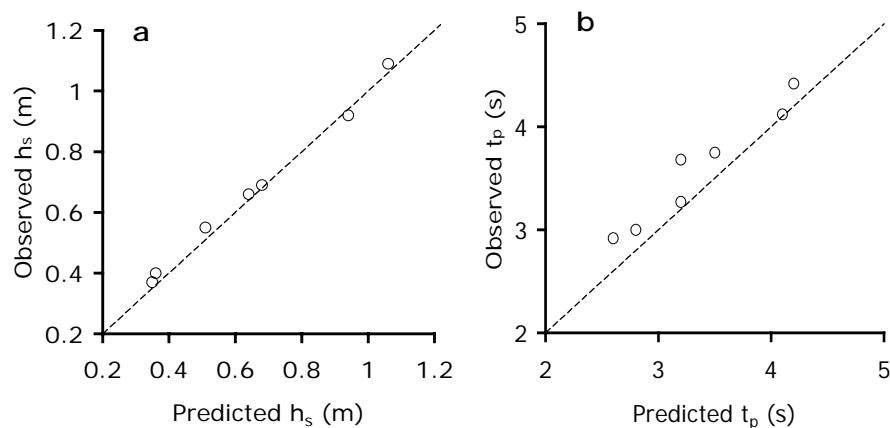 a
1.2
1
0.8
0.6
0.4
0.2
Observed hs (m)
0.2 0.4 0.6 0.8 1 1.2
Predicted hs (m)
b
5
4
3
2
Observed tp (s)
2 3 4 5
Predicted tp (s)